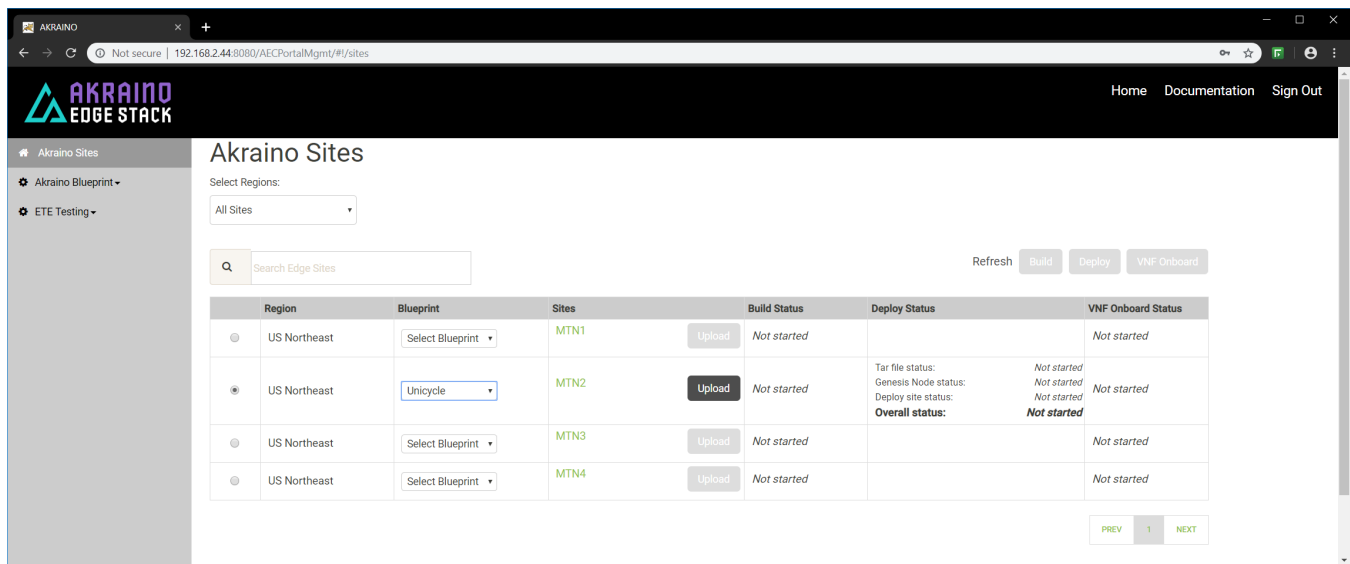 AKRAINO
Not secure | 192.168.2.44:8080/AECPortalMgmt/#!/sites
AKRAINO
EDGE STACK
Home Documentation Sign Out
Akraino Sites
Akraino Blueprint
ETE Testing
Akraino Sites
Select Regions:
All Sites
Search Edge Sites
Refresh Build Deploy VNF Onboard
Region Blueprint Sites Build Status Deploy Status VNF Onboard Status
US Northeast Select Blueprint MTN1 Upload Not started Not started
US Northeast Unicycle MTN2 Upload Not started
Tar file status: Not started
Genesis Node status: Not started
Deploy site status: Not started
Overall status: Not started
Not started
US Northeast Select Blueprint MTN3 Upload Not started Not started
US Northeast Select Blueprint MTN4 Upload Not started Not started
PREV 1 NEXT